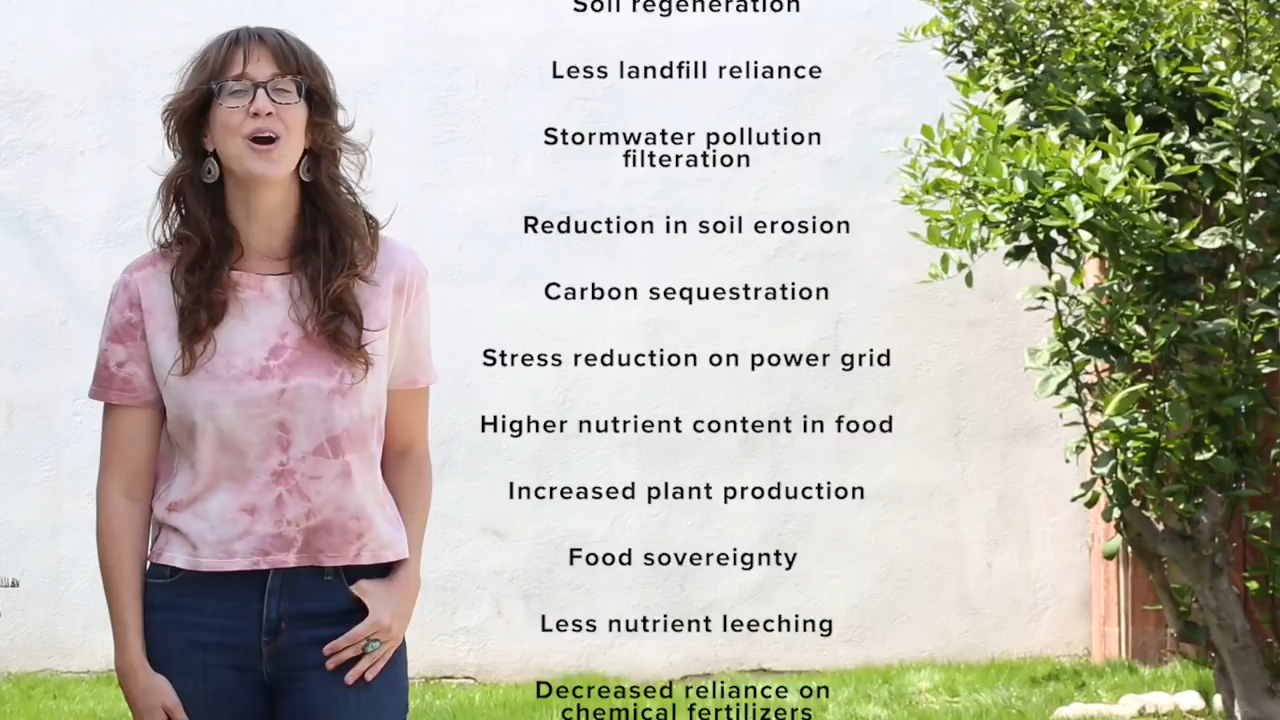 Soil regeneration
Less landfill reliance
Stormwater pollution
filteration
Reduction in soil erosion
Carbon sequestration
Stress reduction on power grid
Higher nutrient content in food
Increased plant production
Food sovereignty
Less nutrient leeching
Decreased reliance on
chemical fertilizers